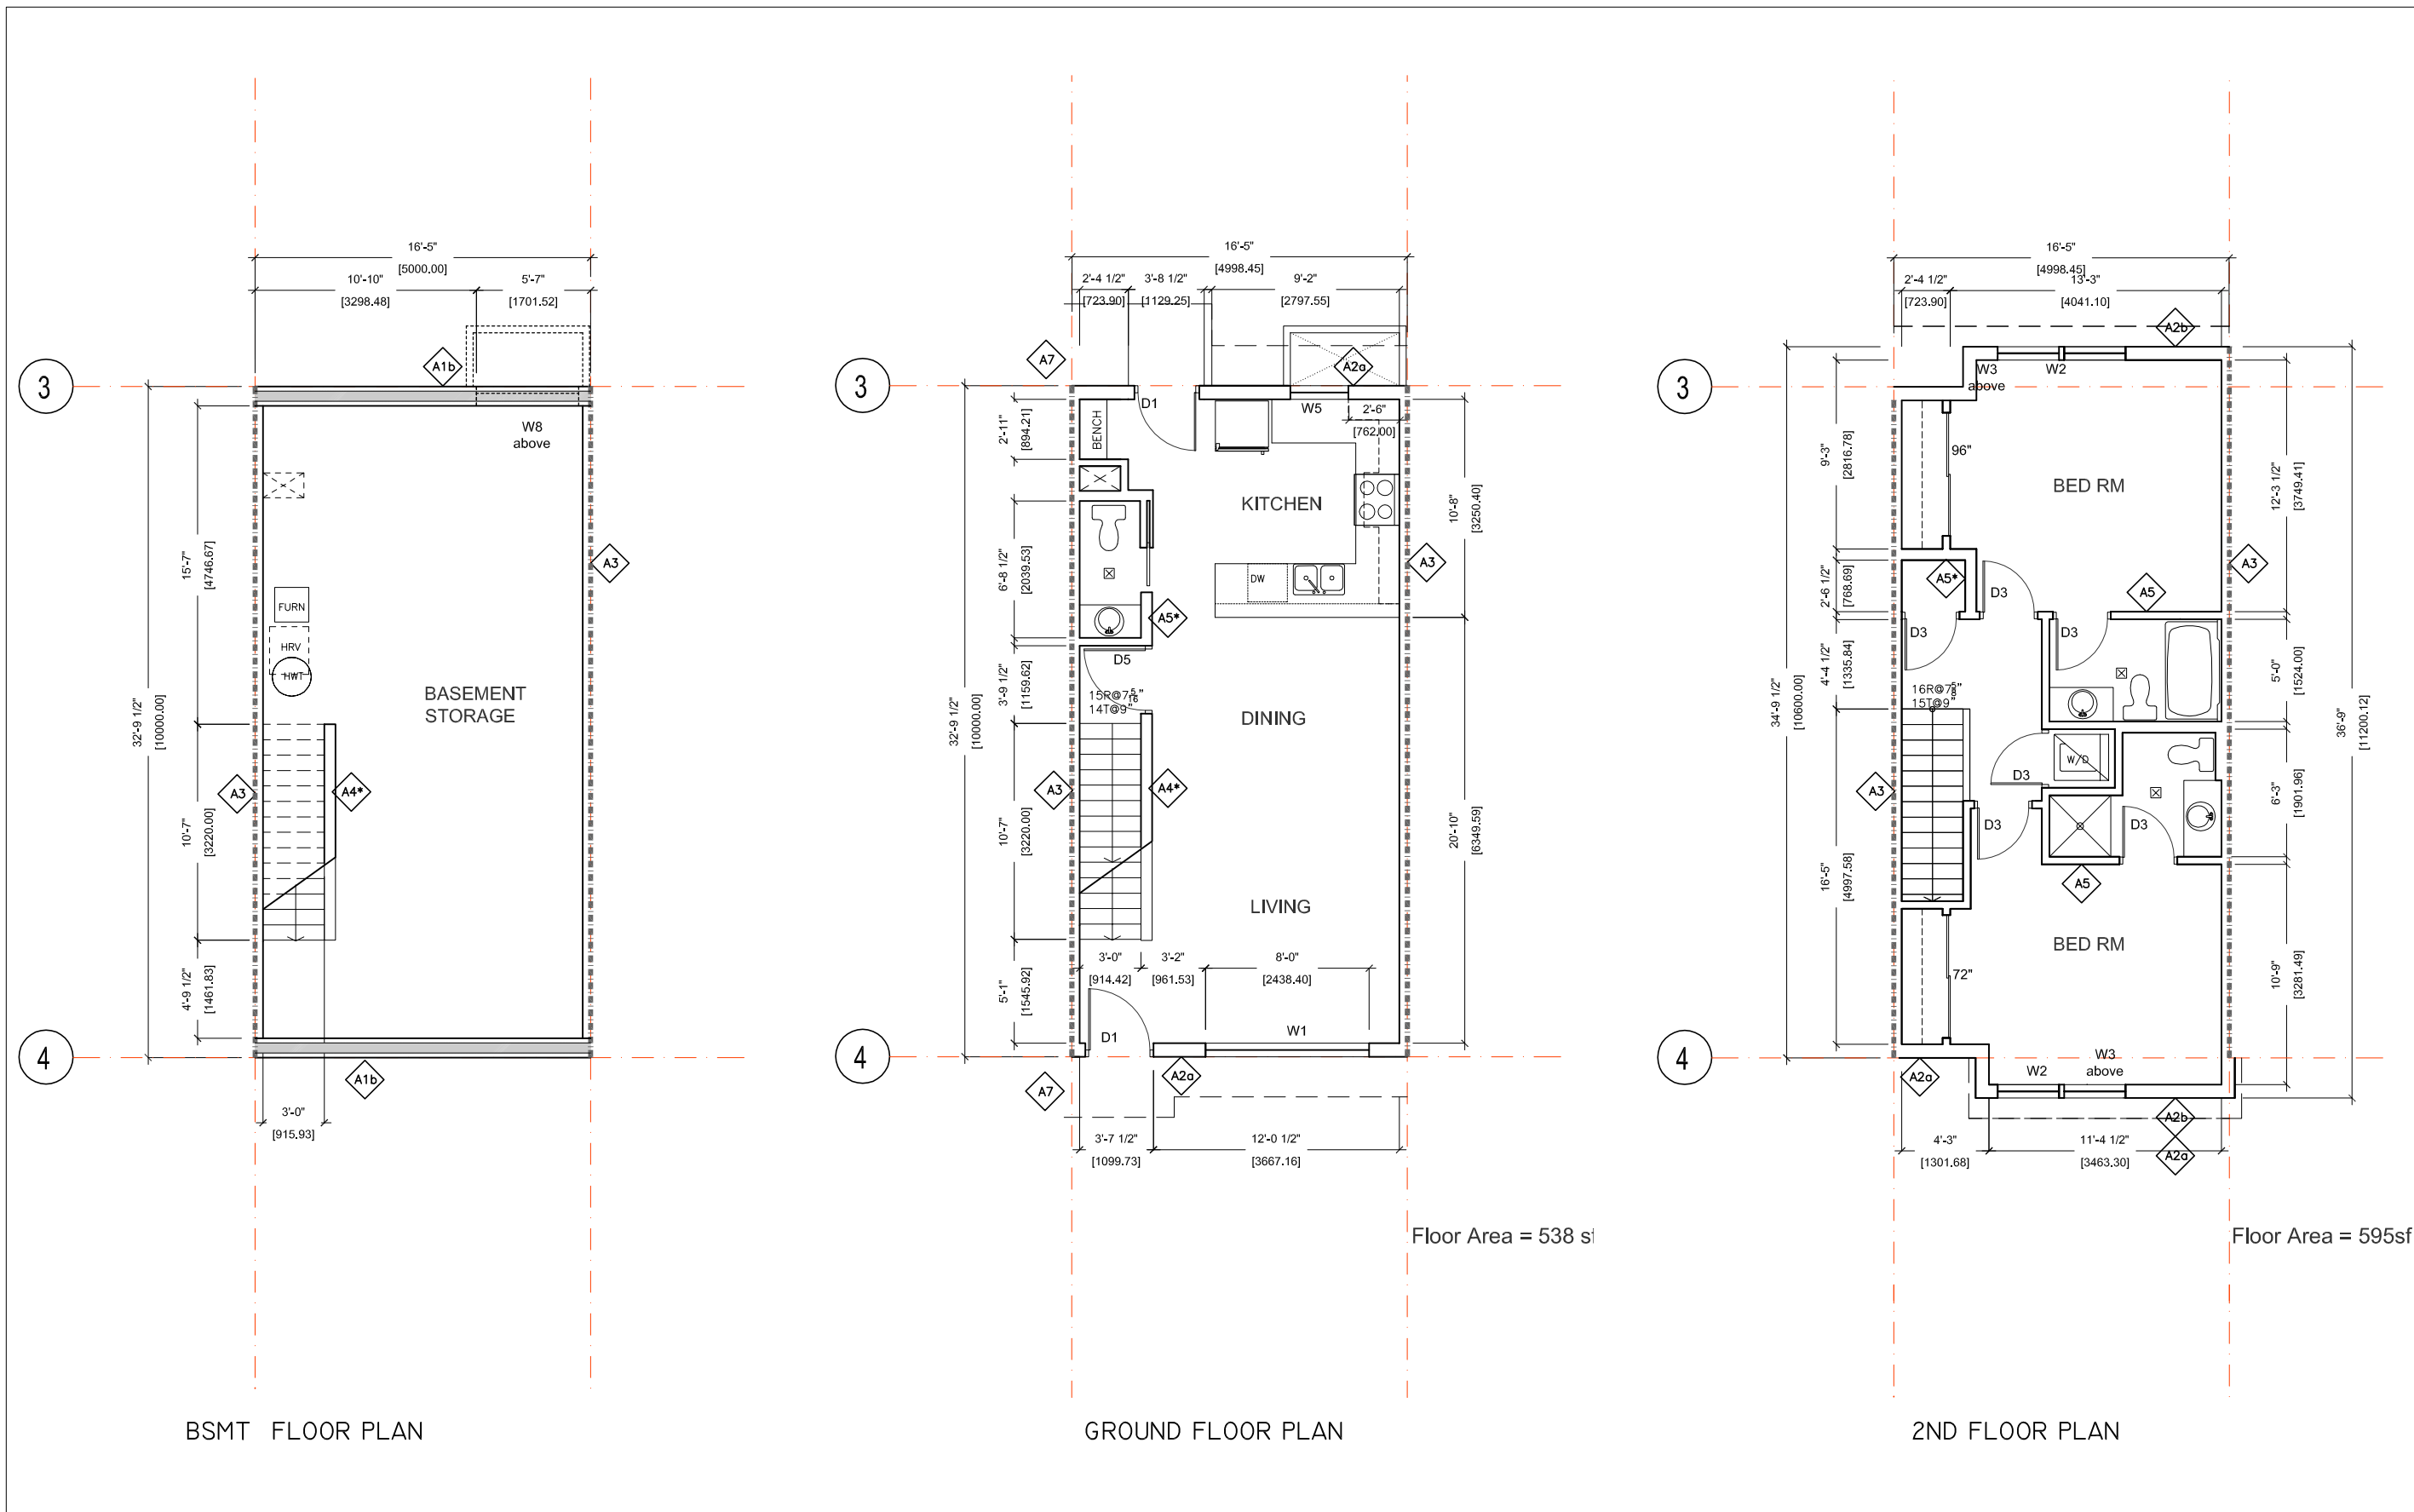 16'-5"
[5000.00]
10'-10"
5'-7"
[3298.48]
[1701.52]
A1b
3
W8
above
32'-9 1/2"
[10000.00]
15'-7"
[4746.67]
10'-7"
[3220.00]
4'-9 1/2"
[1461.83]
A3
FURN
HRV
HWT
BASEMENT
STORAGE
A3
A4*
4
A1b
3'-0"
[915.93]
BSMT FLOOR PLAN
16'-5"
[4998.45]
2'-4 1/2"
3'-8 1/2"
9'-2"
[723.90]
[1129.25]
[2797.55]
A7
A2a
3
D1
W5
2'-6"
[762.00]
BENCH
32'-9 1/2"
[10000.00]
2'-11"
[894.21]
6'-8 1/2"
[2039.53]
3'-9 1/2"
[1159.62]
10'-7"
[3220.00]
5'-1"
[1545.92]
KITCHEN
10'-8"
[3250.40]
A3
DW
A5*
D5
14T@9"
DINING
A3
A4*
20'-10"
[6349.59]
LIVING
3'-0"
3'-2"
8'-0"
[914.42]
[961.53]
[2438.40]
D1
W1
4
A7
A2a
3'-7 1/2"
12'-0 1/2"
[1099.73]
[3667.16]
Floor Area = 538 sf
GROUND FLOOR PLAN
16'-5"
[4998.45]
2'-4 1/2"
13'-3"
[723.90]
[4041.10]
A2b
3
W3
above
W2
34'-9 1/2"
[10600.00]
9'-3"
[2816.78]
2'-6 1/2"
[768.69]
4'-4 1/2"
[1335.84]
16'-5"
[4997.58]
96"
BED RM
12'-3 1/2"
[3749.41]
A3
A5*
D3
A5
D3
D3
5'-0"
[1524.00]
36'-9"
[11200.12]
15T@9"
W/D
D3
A3
6'-3"
[1901.96]
D3
D3
A5
BED RM
72"
10'-9"
[3281.49]
4
A2a
W2
W3
above
A2b
4'-3"
11'-4 1/2"
[1301.68]
[3463.30]
A2a
Floor Area = 595sf
2ND FLOOR PLAN